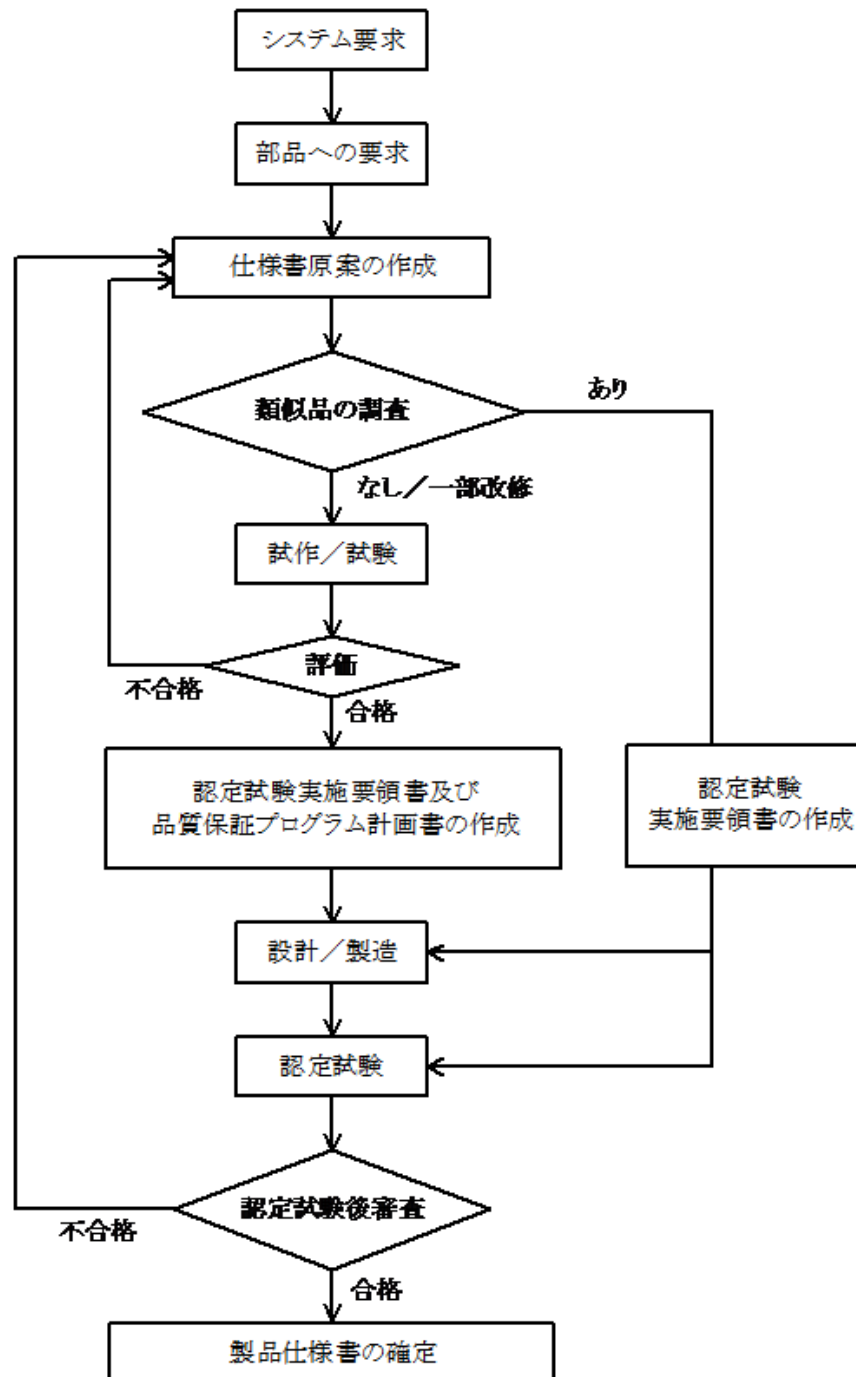 システム要求
部品への要求
仕様書原案の作成
類似品の調査
あり
なし／一部改修
試作／試験
評価
不合格
合格
認定試験実施要領書及び
品質保証プログラム計画書の作成
認定試験
実施要領書の作成
設計／製造
認定試験
認定試験後審査
不合格
合格
製品仕様書の確定